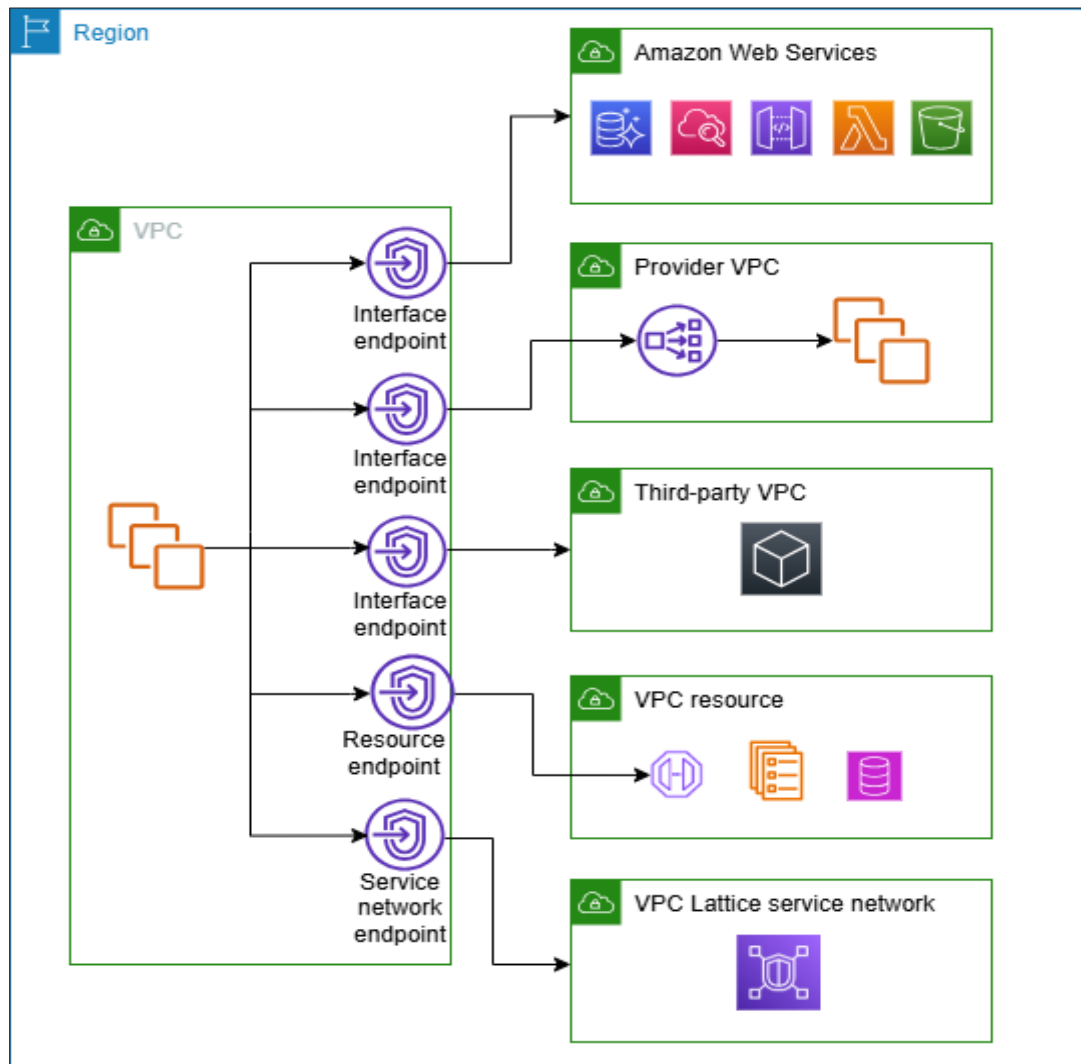 Region
Amazon Web Services
VPC
Interface
endpoint
Provider VPC
Interface
endpoint
Third-party VPC
Interface
endpoint
VPC resource
Resource
endpoint
VPC Lattice service network
Service
network
endpoint